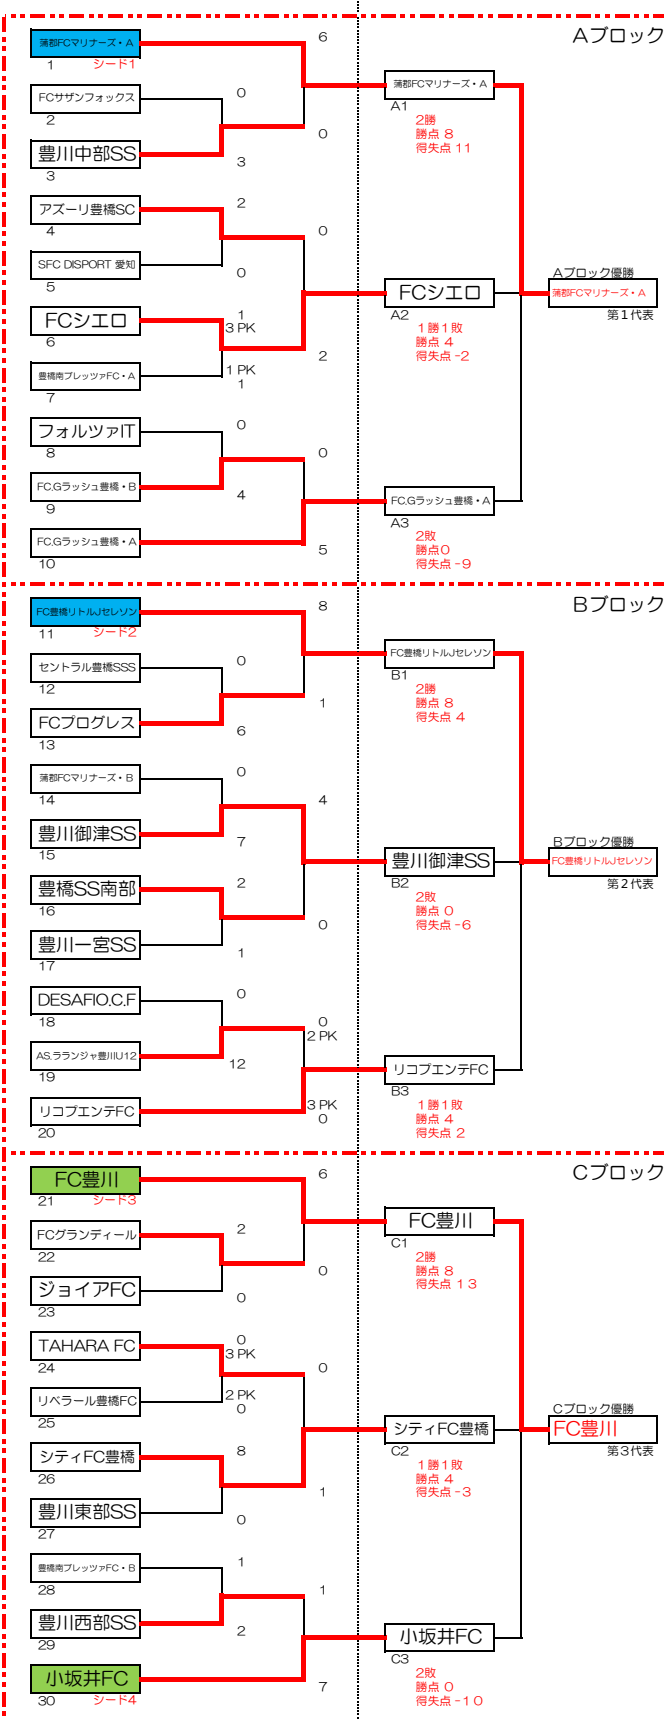 Aブロック
蒲郡FCマリナーズ・A
1 シード1
FCサザンフォックス
2
豊川中部SS
3
アズーリ豊橋SC
4
SFC DISPORT 愛知
5
FCシエロ
6
豊橋南プレッツァFC・A
7
フォルツァIT
8
FC.Gラッシュ豊橋・B
9
FC.Gラッシュ豊橋・A
10
0
3
2
0
1
3 PK
1 PK
1
0
4
6
0
0
2
0
5
蒲郡FCマリナーズ・A
A1
2勝
勝点 8
得失点 11
FCシエロ
A2
1勝1敗
勝点 4
得失点 -2
FC.Gラッシュ豊橋・A
A3
2敗
勝点0
得失点 -9
Aブロック優勝
蒲郡FCマリナーズ・A
第1代表
Bブロック
FC豊橋リトルJセレソン
11 シード2
セントラル豊橋SSS
12
FCプログレス
13
蒲郡FCマリナーズ・B
14
豊川御津SS
15
豊橋SS南部
16
豊川一宮SS
17
DESAFIO.C.F
18
AS.ラランジャ豊川U12
19
リコプエンテFC
20
0
6
0
7
2
1
0
12
8
1
4
0
0
2 PK
3 PK
0
FC豊橋リトルJセレソン
B1
2勝
勝点 8
得失点 4
豊川御津SS
B2
2敗
勝点 0
得失点 -6
リコプエンテFC
B3
1勝1敗
勝点 4
得失点 2
Bブロック優勝
FC豊橋リトルJセレソン
第2代表
Cブロック
FC豊川
21 シード3
FCグランディール
22
ジョイアFC
23
TAHARA FC
24
リベラール豊橋FC
25
シティFC豊橋
26
豊川東部SS
27
豊橋南プレッツァFC・B
28
豊川西部SS
29
小坂井FC
30 シード4
2
0
0
3 PK
2 PK
0
8
0
1
2
6
0
0
1
1
7
FC豊川
C1
2勝
勝点 8
得失点 13
シティFC豊橋
C2
1勝1敗
勝点 4
得失点 -3
小坂井FC
C3
2敗
勝点 0
得失点 -10
Cブロック優勝
FC豊川
第3代表